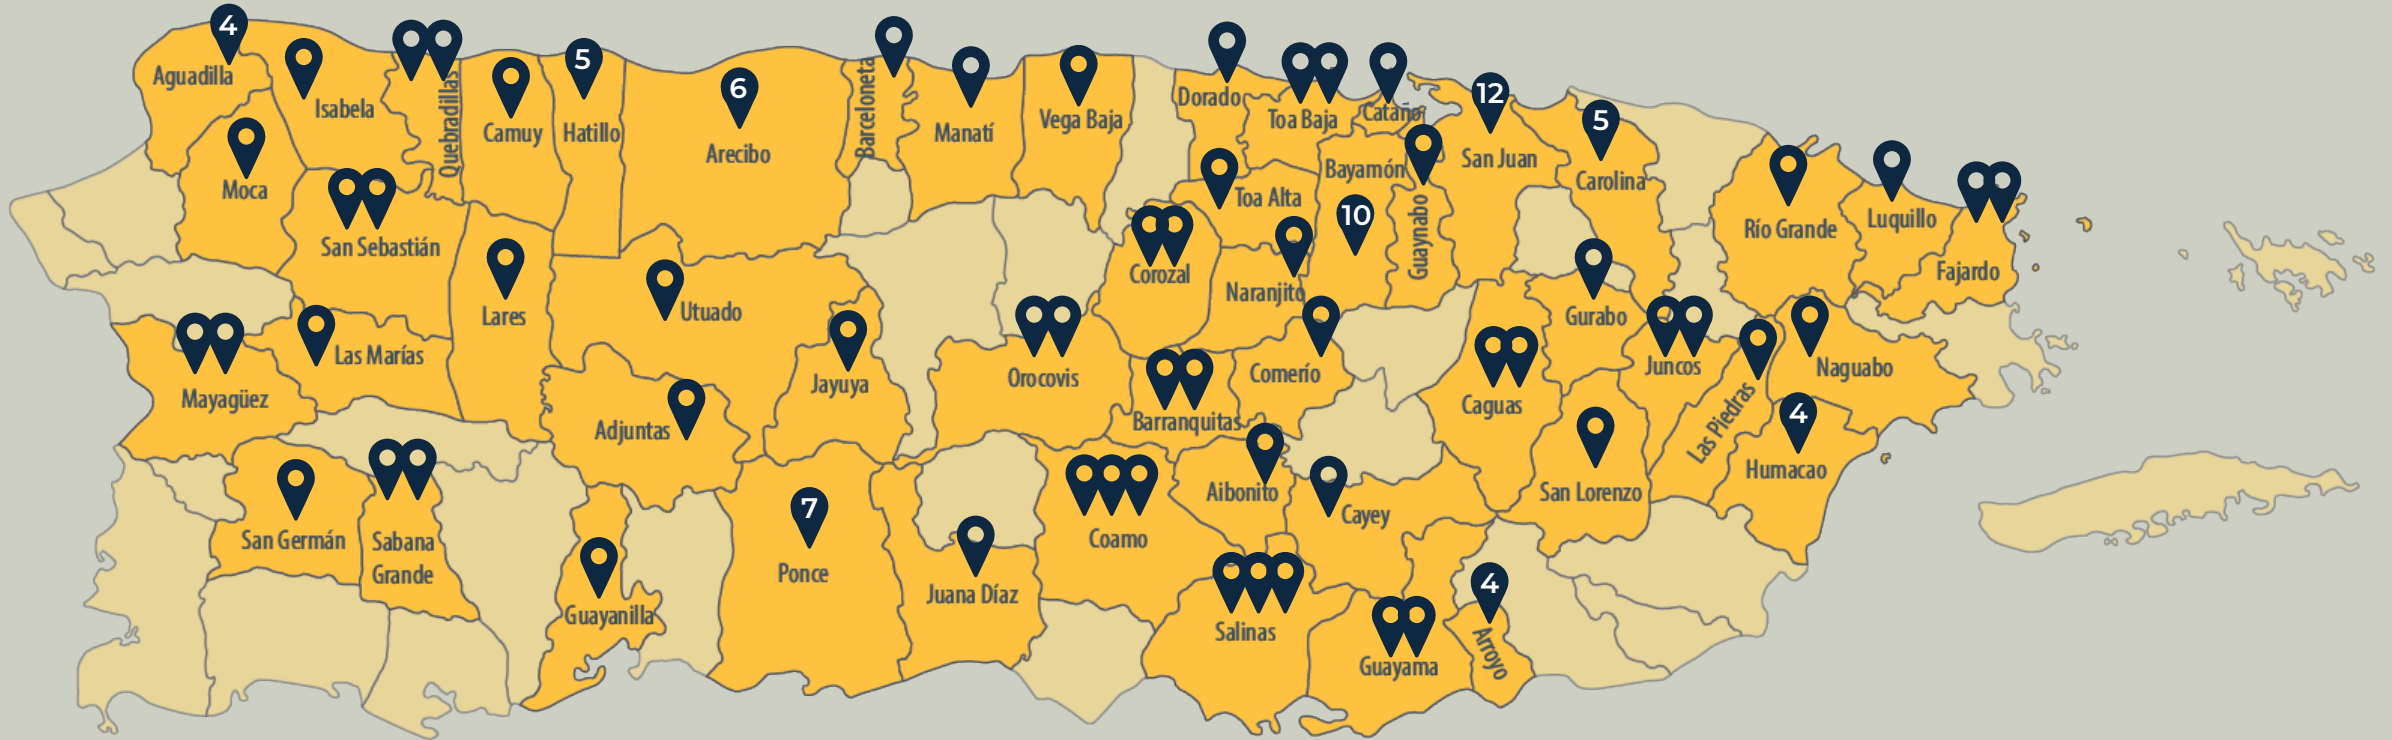 4
Aguadilla
Isabela
Quebradillas
Camuy
5
Hatillo
6
Arecibo
Barceloneta
Manatí
Vega Baja
Dorado
Toa Baja
Cataño
12
San Juan
5
Carolina
Moca
San Sebastián
Lares
Utuado
Toa Alta
Bayamón
10
Guaynabo
Corozal
Naranjito
Río Grande
Luquillo
Fajardo
Mayagüez
Las Marías
Adjuntas
Jayuya
Orocovis
Barranquitas
Comerío
Caguas
Gurabo
Juncos
Las Piedras
Naguabo
4
Humacao
San Germán
Sabana
Grande
Guayanilla
7
Ponce
Juana Díaz
Coamo
Aibonito
Cayey
San Lorenzo
Salinas
Guayama
4
Arroyo